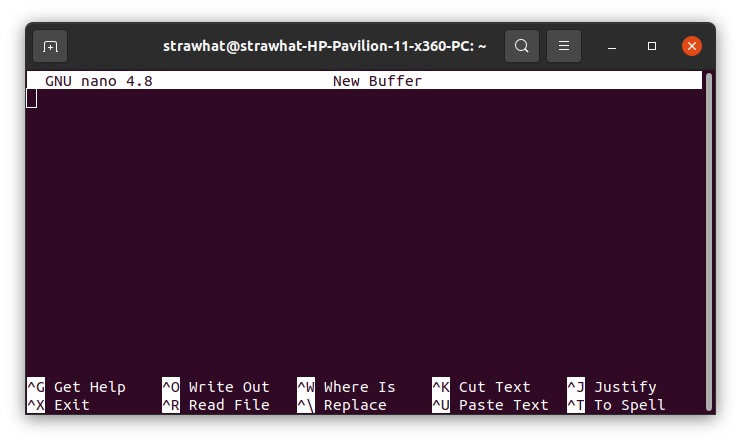 strawhat@strawhat-HP-Pavilion-11-x360-PC: ~
GNU nano 4.8 New Buffer
^G Get Help ^O Write Out ^W Where Is ^K Cut Text ^J Justify
^X Exit ^R Read File ^\ Replace ^U Paste Text ^T To Spell